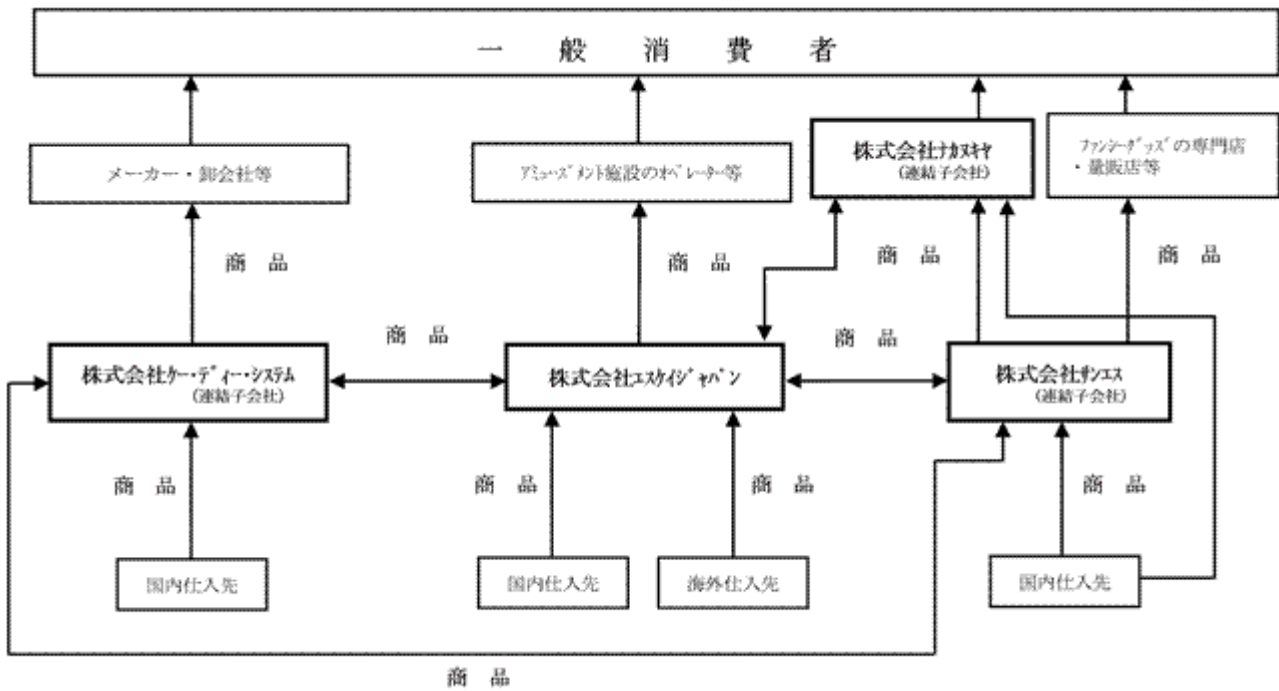 一般消費者
株式会社ﾅｶﾇｷﾔ
(連結子会社)
ﾌｧﾝｼｰｸﾞｯｽﾞの専門店
・量販店等
メーカー・卸会社等
ｱﾐｭｰｽﾞﾒﾝﾄ施設のｵﾍﾟﾚｰﾀｰ等
商品
商品
商品
商品
商品
商品
株式会社ｹｰ・ﾃﾞｨｰ・ｼｽﾃﾑ
(連結子会社)
株式会社ｴｽｹｲｼﾞｬﾊﾟﾝ
株式会社ｻﾝｴｽ
(連結子会社)
商品
商品
商品
商品
国内仕入先
国内仕入先
海外仕入先
国内仕入先
商品